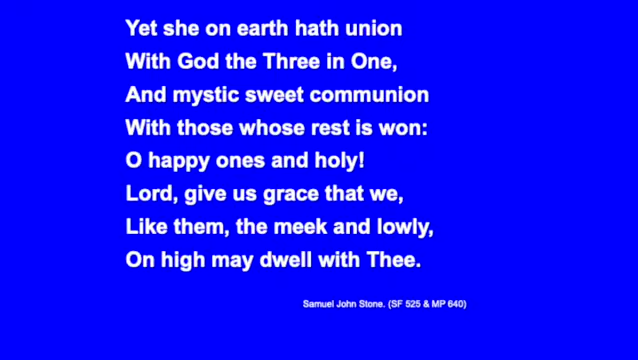 Yet she on earth hath union
With God the Three in One,
And mystic sweet communion
With those whose rest is won:
O happy ones and holy!
Lord, give us grace that we,
Like them, the meek and lowly,
On high may dwell with Thee.
Samuel John Stone. (SF 525 & MP 640)